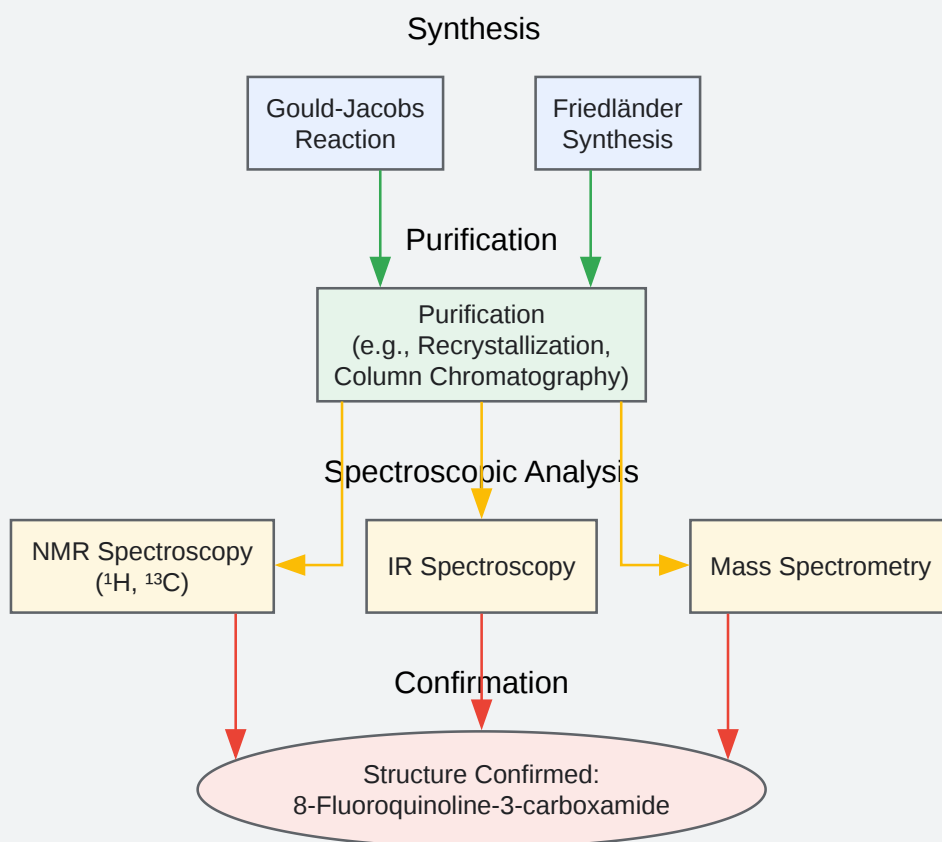 Synthesis
Gould-Jacobs
Reaction
Friedländer
Synthesis
Purification
Purification
(e.g., Recrystallization,
Column Chromatography)
Spectroscopic Analysis
NMR Spectroscopy
(¹H, ¹³C)
IR Spectroscopy
Mass Spectrometry
Confirmation
Structure Confirmed:
8-Fluoroquinoline-3-carboxamide